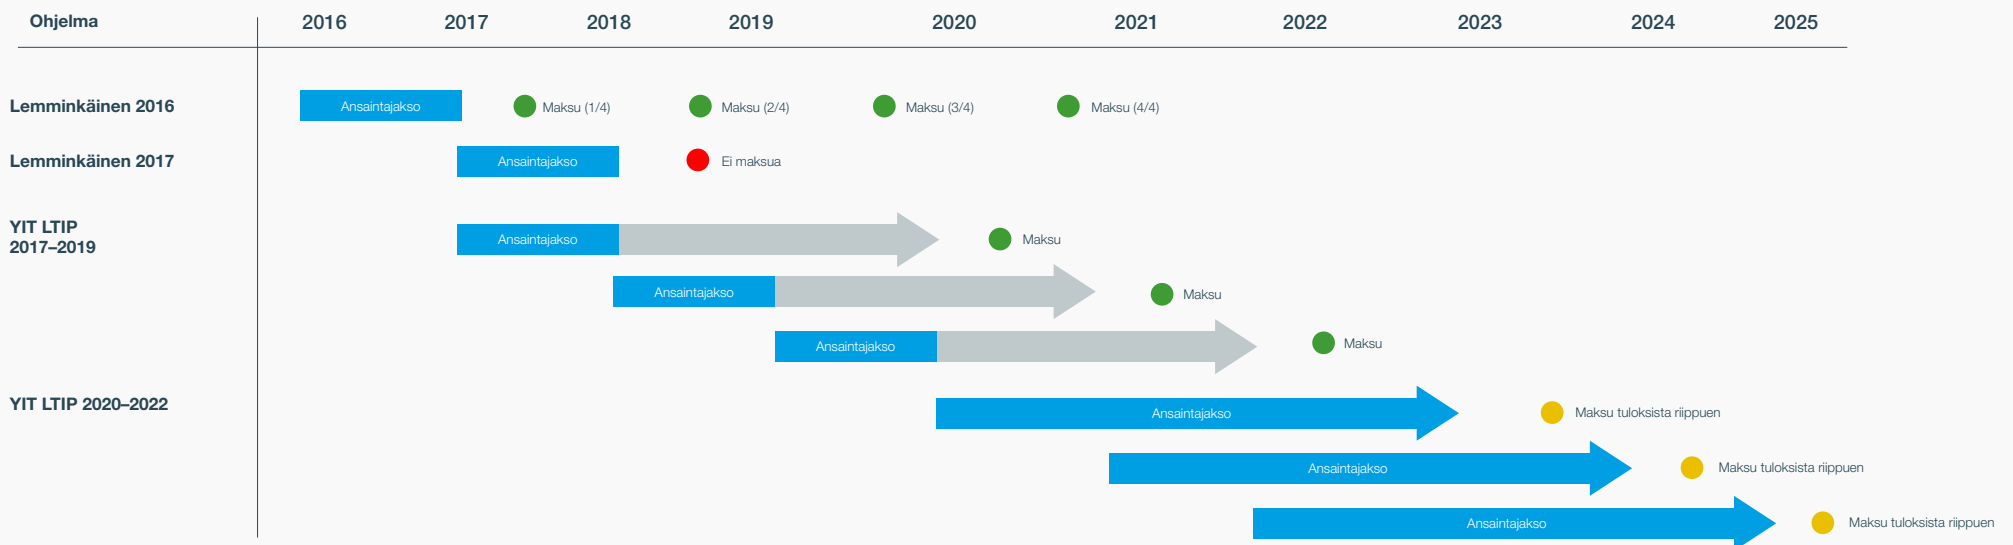 Ohjelma 2016 2017 2018 2019 2020 2021 2022 2023 2024 2025
Lemminkäinen 2016 Ansaintajakso Maksu (1/4) Maksu (2/4) Maksu (3/4) Maksu (4/4)
Lemminkäinen 2017 Ansaintajakso Ei maksua
YIT LTIP
2017–2019
Ansaintajakso Maksu
Ansaintajakso Maksu
Ansaintajakso Maksu
YIT LTIP 2020–2022 Ansaintajakso Maksu tuloksista riippuen
Ansaintajakso Maksu tuloksista riippuen
Ansaintajakso Maksu tuloksista riippuen